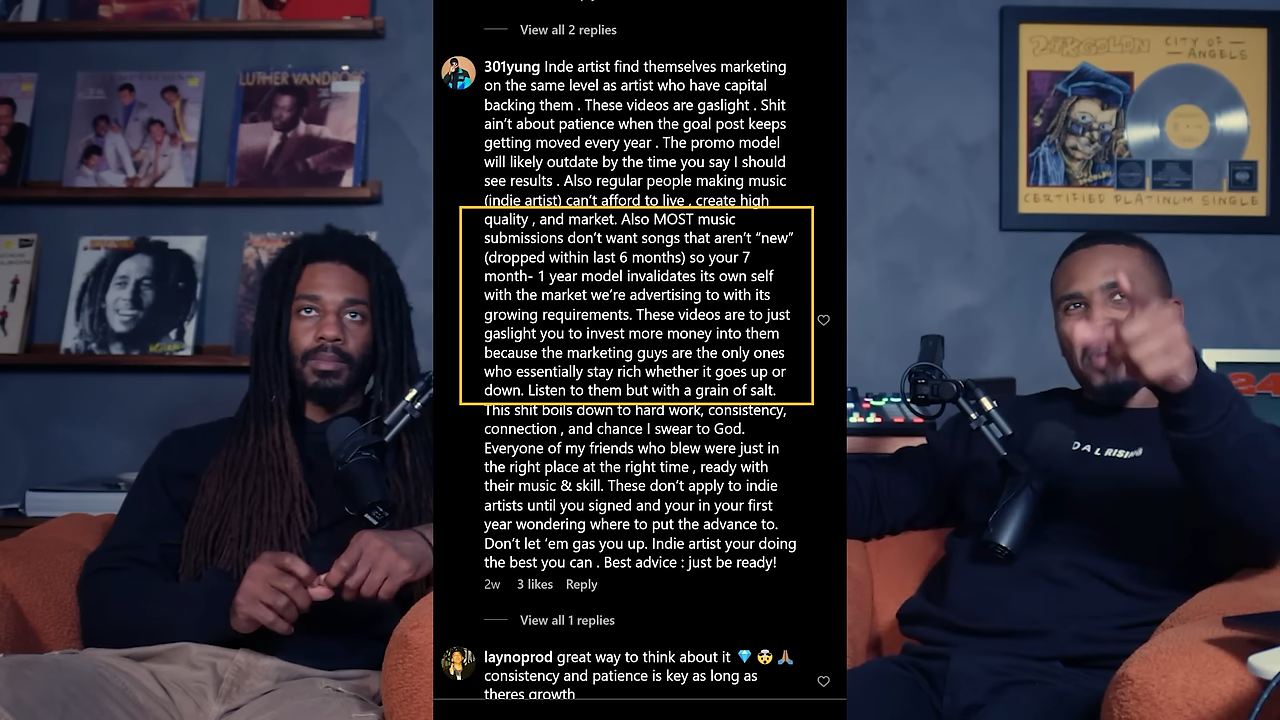 View all 2 replies
301yung Inde artist find themselves marketing
on the same level as artist who have capital
backing them . These videos are gaslight . Shit
ain't about patience when the goal post keeps
getting moved every year . The promo model
will likely outdate by the time you say I should
see results . Also regular people making music
(indie artist) can't afford to live , create high
quality , and market. Also MOST music
submissions don't want songs that aren't "new"
(dropped within last 6 months) so your 7
month- 1 year model invalidates its own self
with the market we're advertising to with its
growing requirements. These videos are to just
gaslight you to invest more money into them
because the marketing guys are the only ones
who essentially stay rich whether it goes up or
down. Listen to them but with a grain of salt.
This shit boils down to hard work, consistency,
connection , and chance I swear to God.
Everyone of my friends who blew were just in
the right place at the right time , ready with
their music & skill. These don't apply to indie
artists until you signed and your in your first
year wondering where to put the advance to.
Don't let 'em gas you up. Indie artist your doing
the best you can . Best advice : just be ready!
2w 3 likes Reply
View all 1 replies
laynoprod great way to think about it 💎 🤯 🙏🏽
consistency and patience is key as long as
theres growth
LUTHER VANDROSS
CITY OF
ANGELS
CERTIFIED PLATINUM SINGLE
24